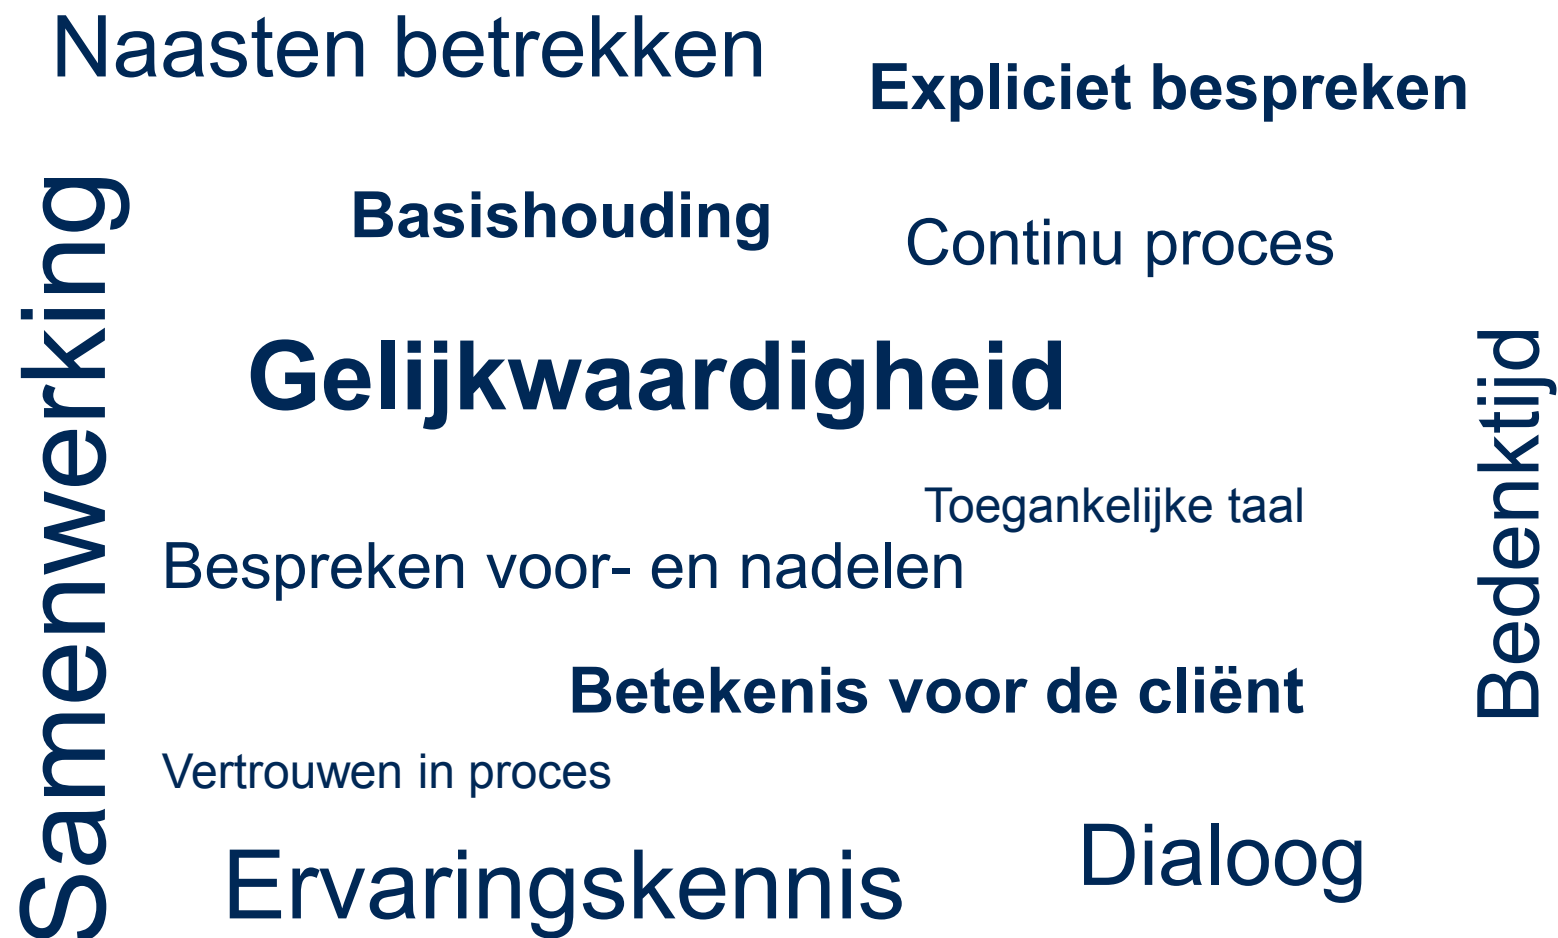 Naasten betrekken
Expliciet bespreken
Basishouding
Continu proces
Samenwerking
Gelijkwaardigheid
Bedenktijd
Toegankelijke taal
Bespreken voor- en nadelen
Betekenis voor de cliënt
Vertrouwen in proces
Dialoog
Ervaringskennis